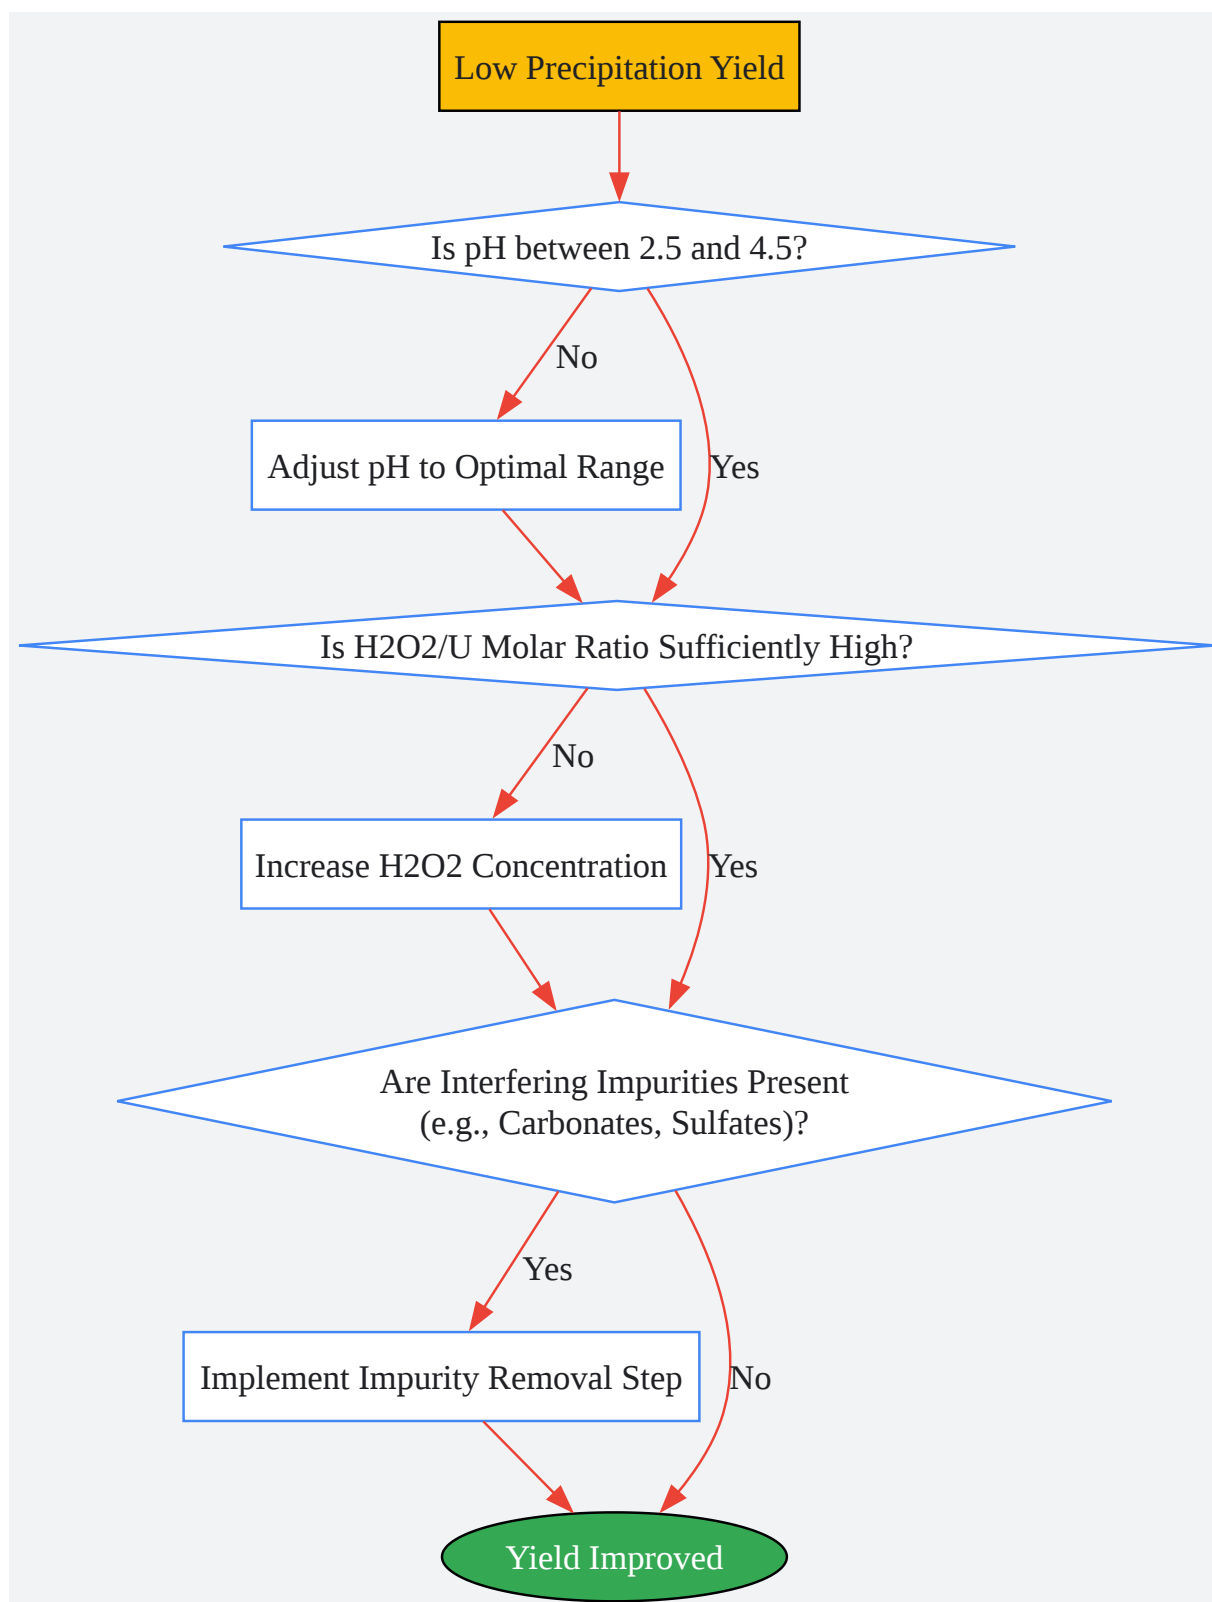 Low Precipitation Yield
Is pH between 2.5 and 4.5?
No
Adjust pH to Optimal Range
Yes
Is H2O2/U Molar Ratio Sufficiently High?
No
Increase H2O2 Concentration
Yes
Are Interfering Impurities Present
(e.g., Carbonates, Sulfates)?
Yes
Implement Impurity Removal Step
No
Yield Improved